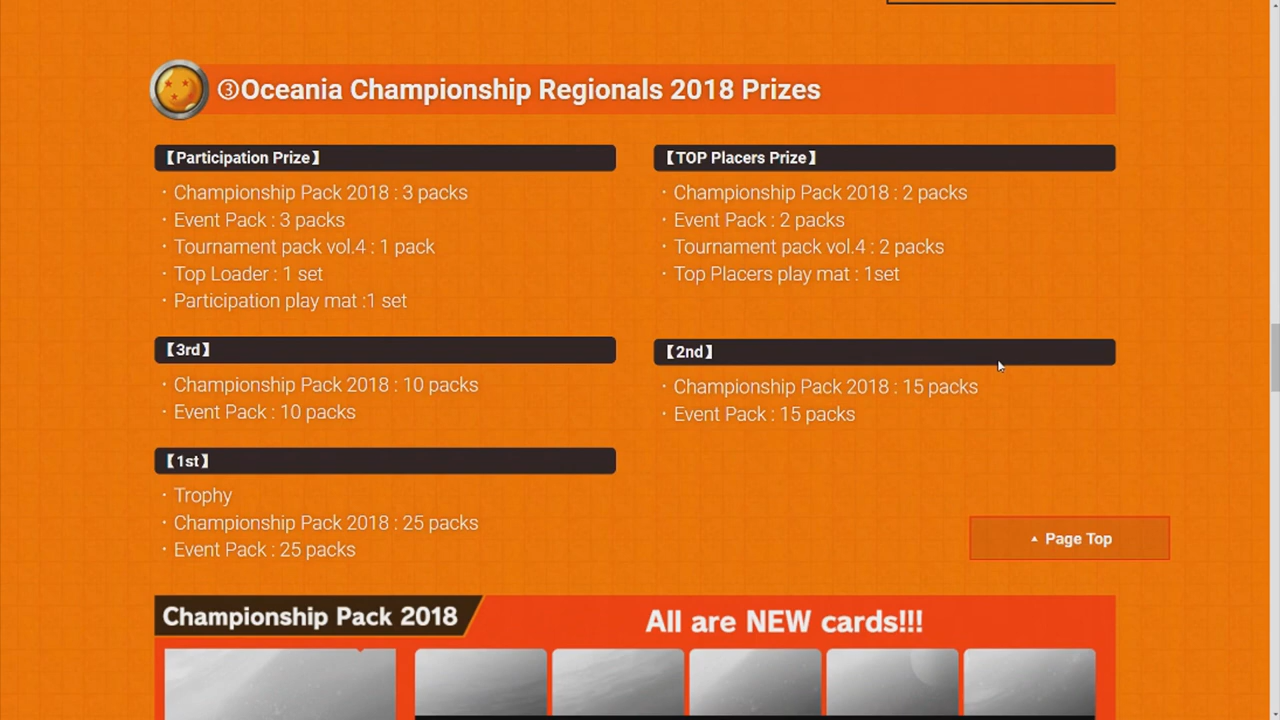 ③Oceania Championship Regionals 2018 Prizes
【Participation Prize】
・Championship Pack 2018 : 3 packs
・Event Pack : 3 packs
・Tournament pack vol.4 : 1 pack
・Top Loader : 1 set
・Participation play mat :1 set
【TOP Placers Prize】
・Championship Pack 2018 : 2 packs
・Event Pack : 2 packs
・Tournament pack vol.4 : 2 packs
・Top Placers play mat : 1set
【3rd】
・Championship Pack 2018 : 10 packs
・Event Pack : 10 packs
【2nd】
・Championship Pack 2018 : 15 packs
・Event Pack : 15 packs
【1st】
・Trophy
・Championship Pack 2018 : 25 packs
・Event Pack : 25 packs
▲ Page Top
Championship Pack 2018
All are NEW cards!!!